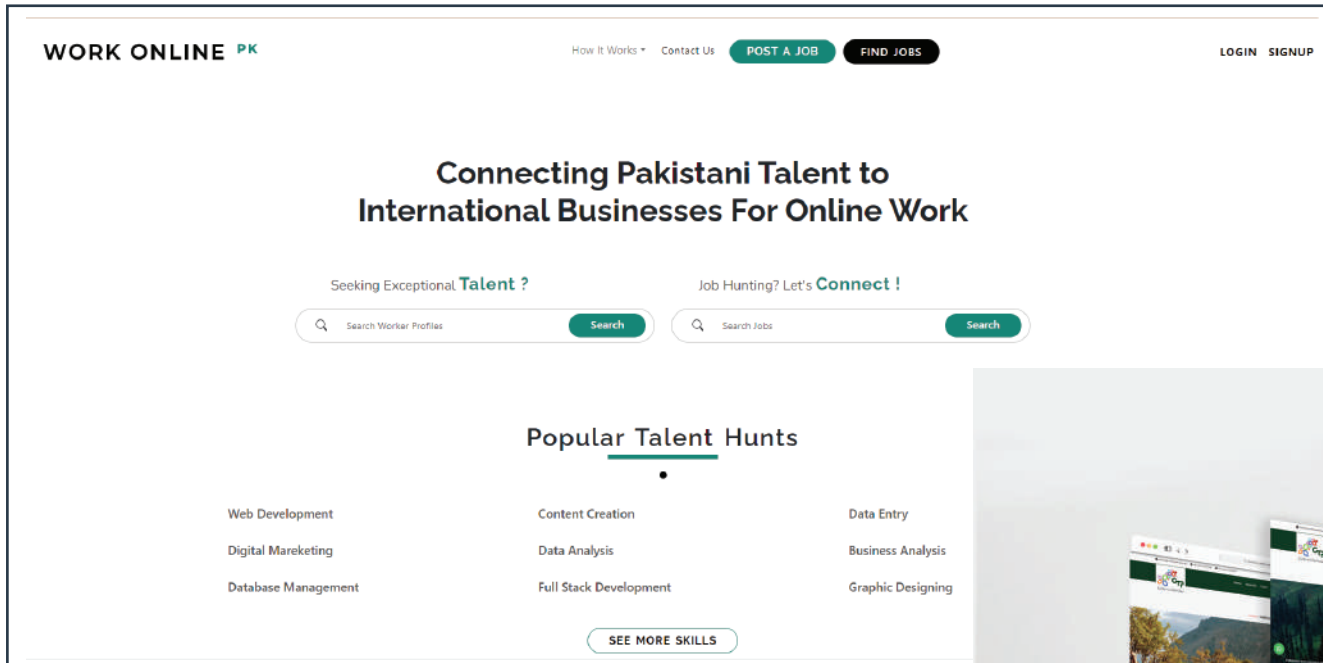 WORK ONLINE PK
How It Works Contact Us POST A JOB FIND JOBS
LOGIN SIGNUP
Connecting Pakistani Talent to
International Businesses For Online Work
Seeking Exceptional Talent ?
Search Worker Profiles Search
Job Hunting? Let's Connect !
Search Jobs Search
Popular Talent Hunts
Web Development Content Creation Data Entry
Digital Mareketing Data Analysis Business Analysis
Database Management Full Stack Development Graphic Designing
SEE MORE SKILLS